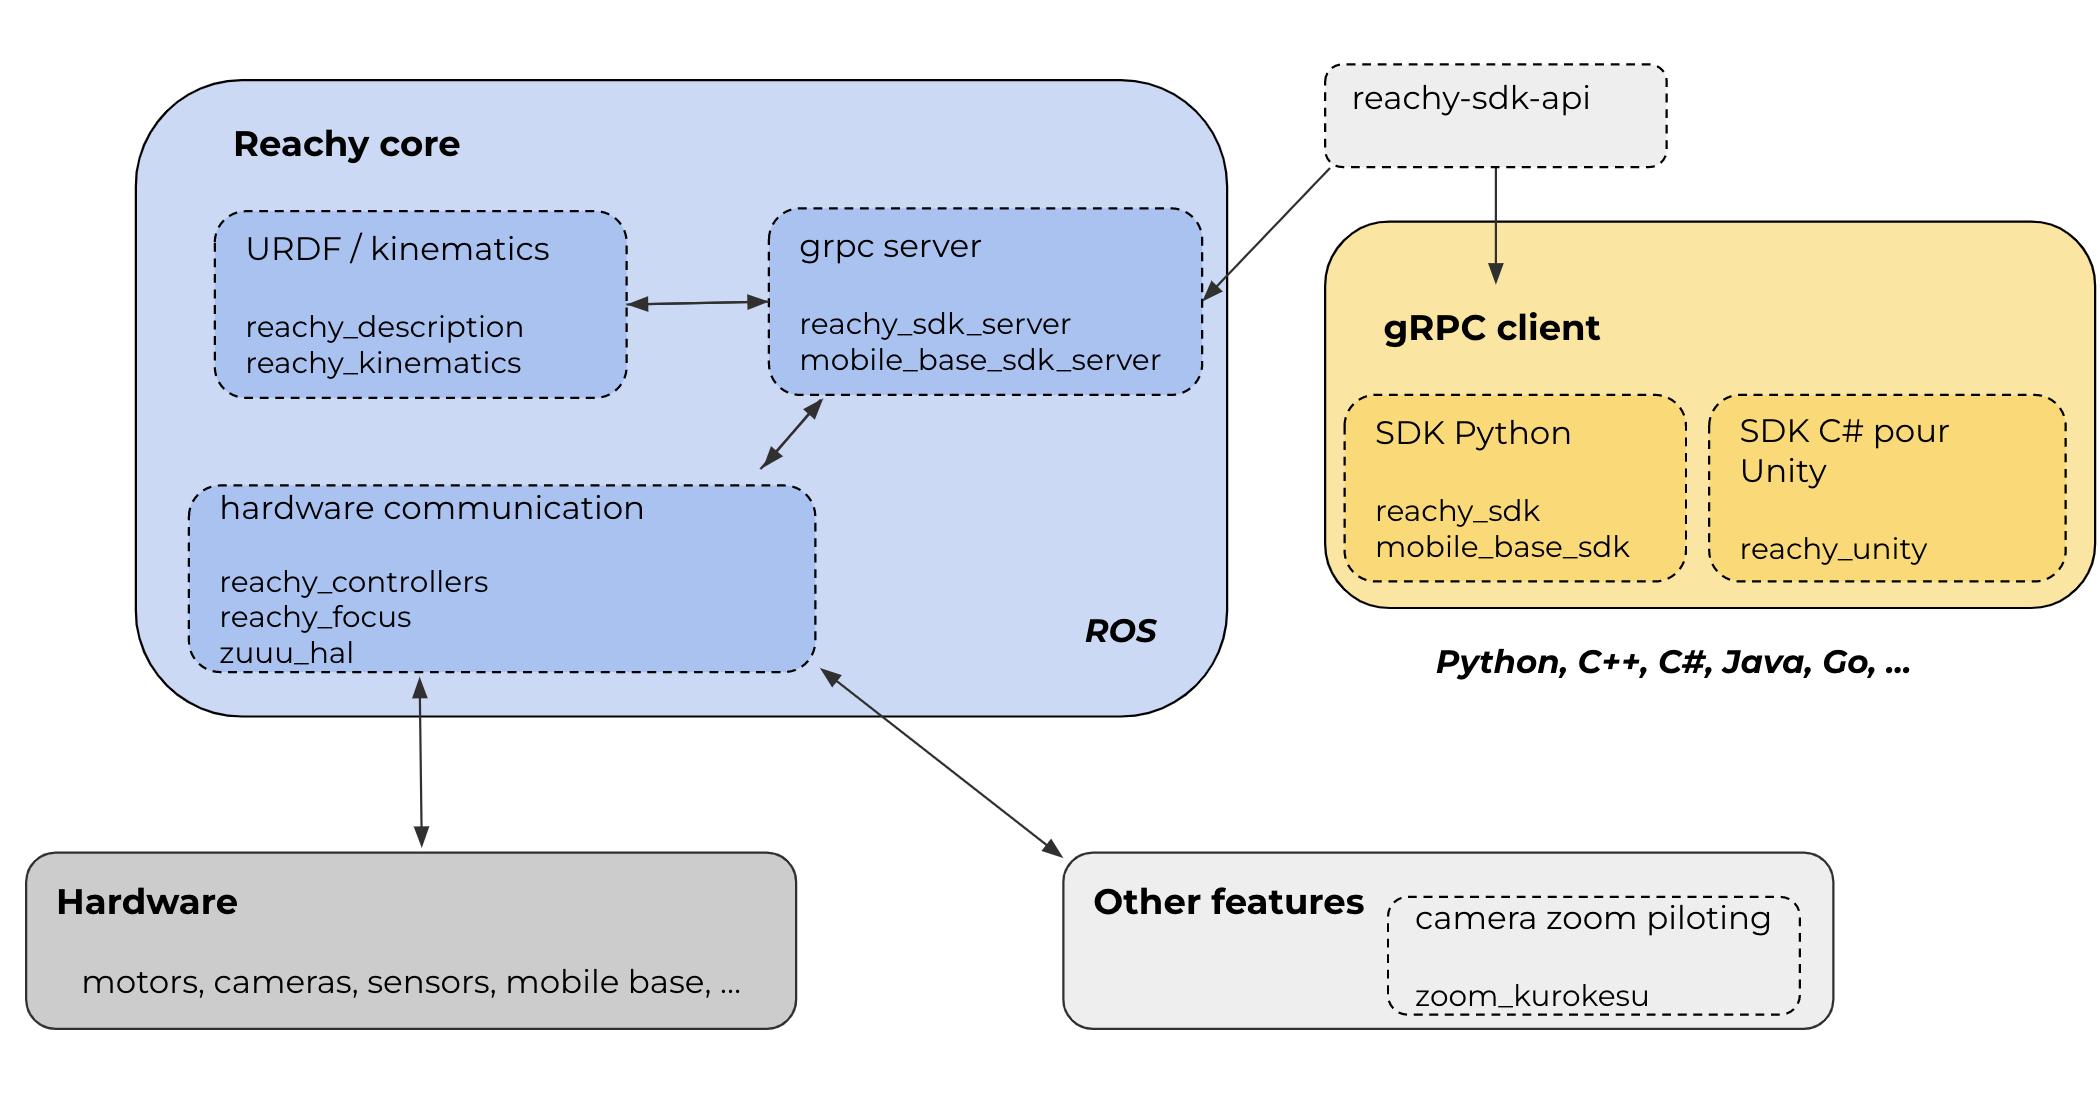 Reachy core
URDF / kinematics
reachy_description
reachy_kinematics
grpc server
reachy_sdk_server
mobile_base_sdk_server
hardware communication
reachy_controllers
reachy_focus
zuuu_hal
ROS
reachy-sdk-api
gRPC client
SDK Python
reachy_sdk
mobile_base_sdk
SDK C# pour
Unity
reachy_unity
Python, C++, C#, Java, Go, ...
Hardware
motors, cameras, sensors, mobile base, ...
Other features
camera zoom piloting
zoom_kurokesu